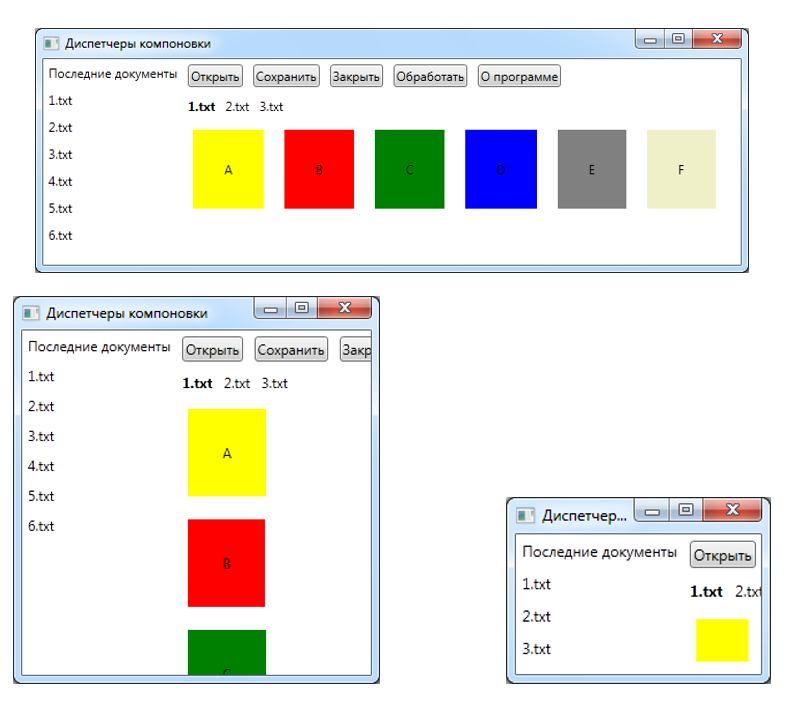 Диспетчеры компоновки
Последние документы Открыть Сохранить Закрыть Обработать О программе
1.txt 1.txt 2.txt 3.txt
2.txt
3.txt
4.txt A B C D E F
5.txt
6.txt
Диспетчеры компоновки
Последние документы Открыть Сохранить Закр
1.txt 1.txt 2.txt 3.txt
2.txt
3.txt
4.txt A
5.txt
6.txt
B
C
Диспетчер...
Последние документы Открыть
1.txt 1.txt 2.txt
2.txt
3.txt